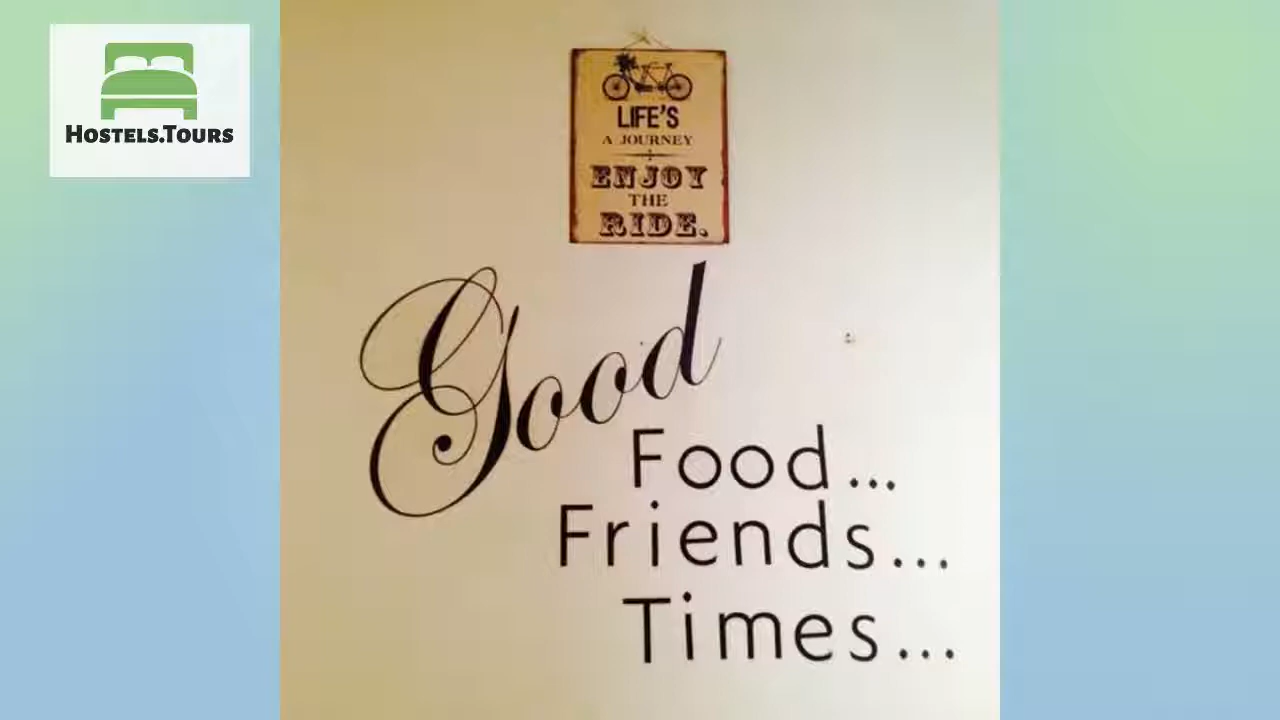 HOSTELS.TOURS
LIFE'S
A JOURNEY
ENJOY
THE
RIDE.
Good
Food...
Friends...
Times...